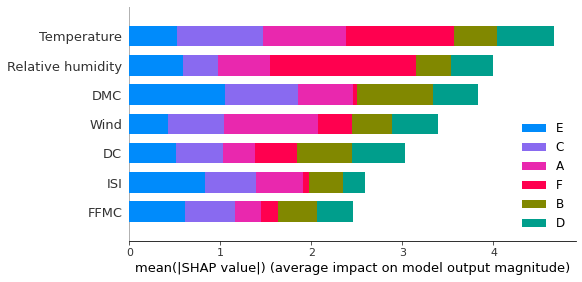 Temperature
Relative humidity
DMC
Wind
DC
ISI
FFMC
E
C
A
F
B
D
0 1 2 3 4
mean(|SHAP value|) (average impact on model output magnitude)